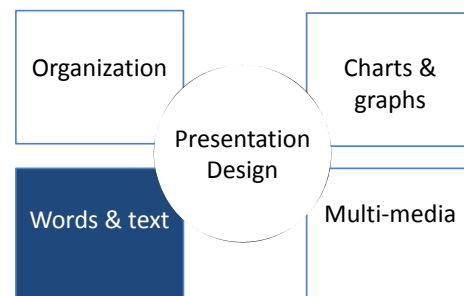 Organization
Charts &
graphs
Presentation
Design
Words & text
Multi-media